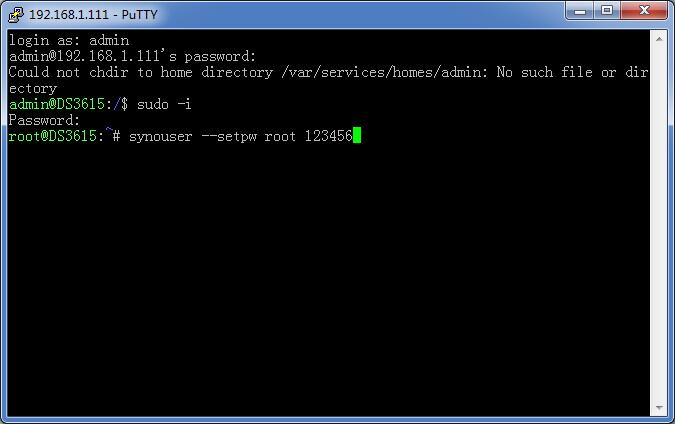 192.168.1.111 - PuTTY
login as: admin
admin@192.168.1.111's password:
Could not chdir to home directory /var/services/homes/admin: No such file or dir
ectory
admin@DS3615:/$ sudo -i
Password:
root@DS3615:~# synouser --setpw root 123456